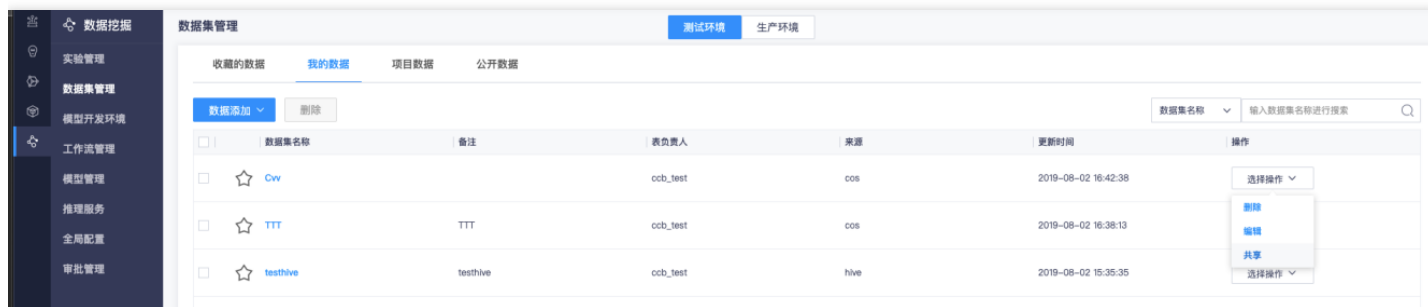 数据挖掘
实验管理
数据集管理
模型开发环境
工作流管理
模型管理
推理服务
全局配置
审批管理
数据集管理 测试环境 生产环境
收藏的数据 我的数据 项目数据 公开数据
数据添加 删除 数据集名称 输入数据集名称进行搜索
数据集名称 备注 表负责人 来源 更新时间 操作
Cvv ccb_test cos 2019-08-02 16:42:38 选择操作
TTT TTT ccb_test cos 2019-08-02 16:38:13
testhive testhive ccb_test hive 2019-08-02 15:35:35 选择操作
删除
编辑
共享